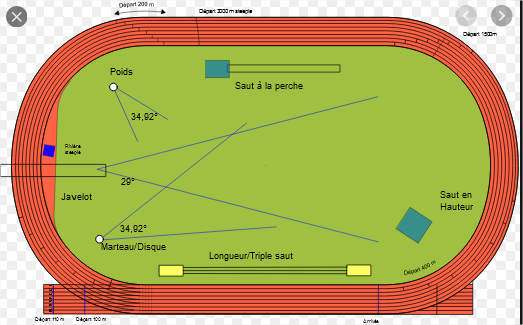 Départ 200 m
Départ 3000 m steeple
Départ 1500m
Poids
Saut à la perche
34,92°
Rivière
steeple
29°
Javelot
Saut en
Hauteur
34,92°
Marteau/Disque
Longueur/Triple saut
Départ 400 m
Départ 110 m
Départ 100 m
Arrivée